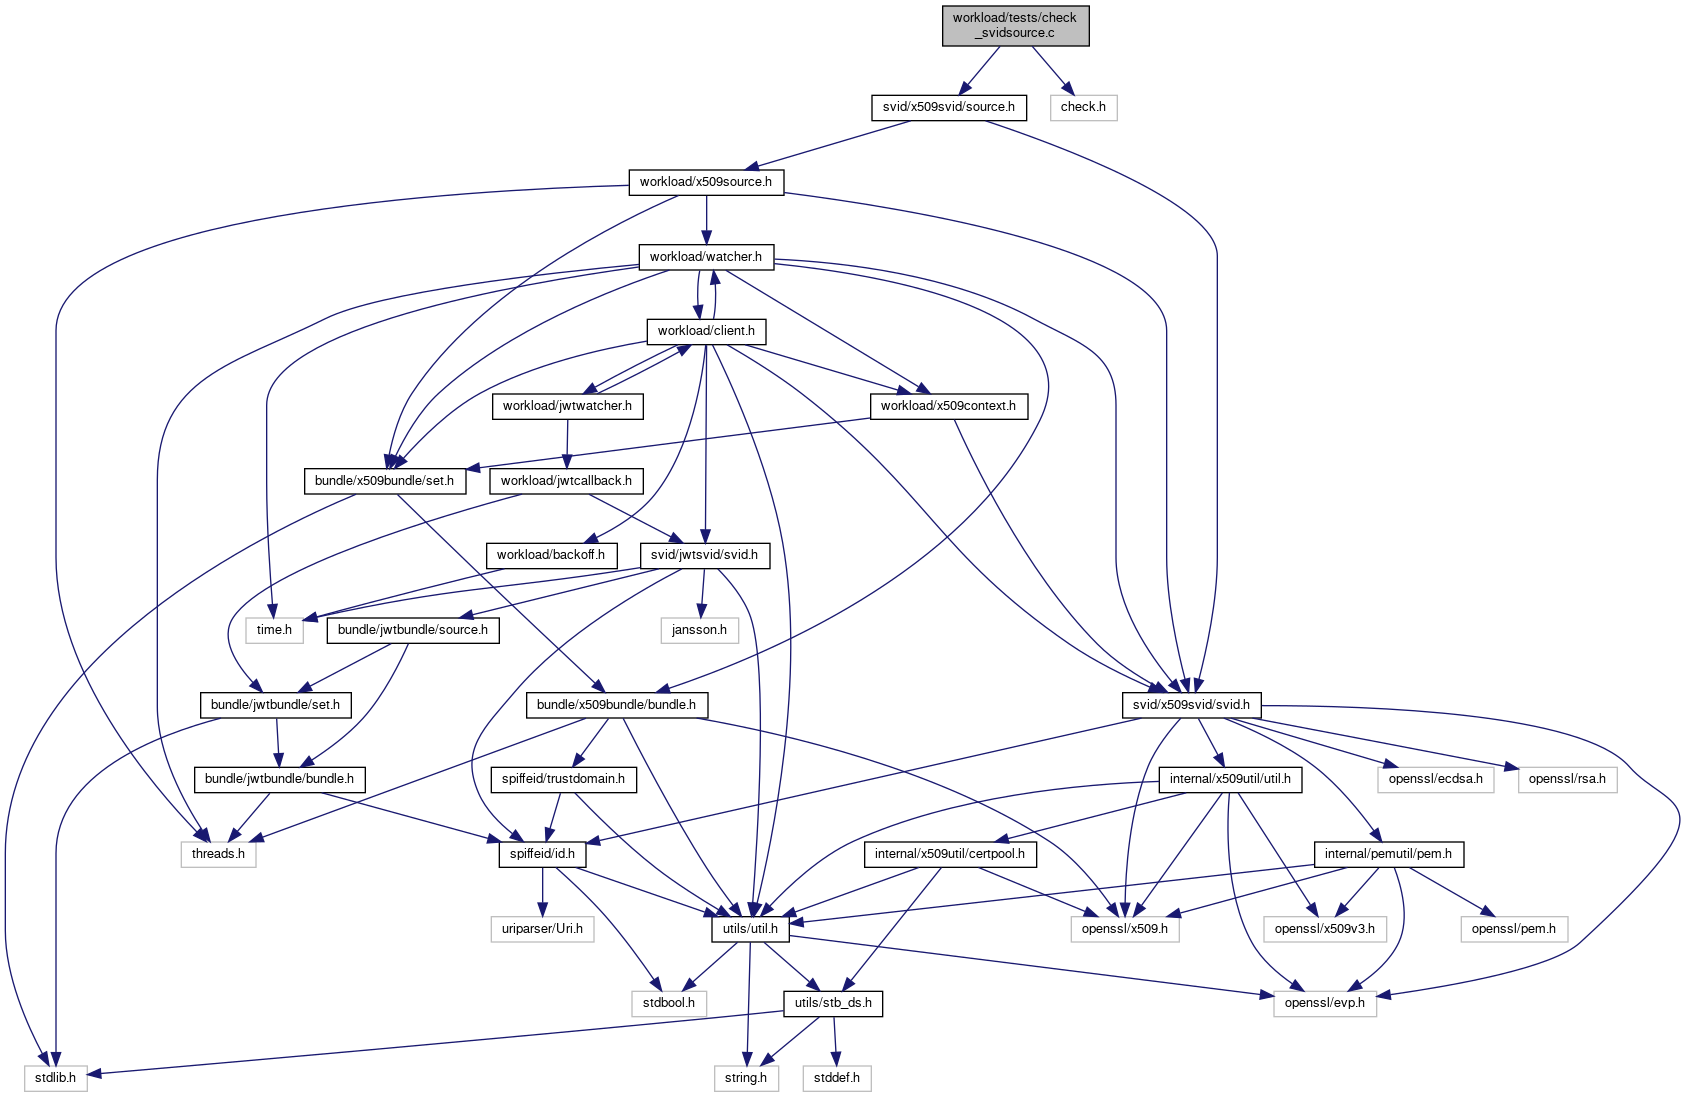 workload/tests/check
_svidsource.c
svid/x509svid/source.h
check.h
workload/x509source.h
workload/watcher.h
workload/client.h
workload/jwtwatcher.h
workload/x509context.h
bundle/x509bundle/set.h
workload/jwtcallback.h
workload/backoff.h
svid/jwtsvid/svid.h
time.h
bundle/jwtbundle/source.h
jansson.h
bundle/jwtbundle/set.h
bundle/x509bundle/bundle.h
svid/x509svid/svid.h
bundle/jwtbundle/bundle.h
spiffeid/trustdomain.h
internal/x509util/util.h
openssl/ecdsa.h
openssl/rsa.h
threads.h
spiffeid/id.h
internal/x509util/certpool.h
internal/pemutil/pem.h
uriparser/Uri.h
utils/util.h
openssl/x509.h
openssl/x509v3.h
openssl/pem.h
stdbool.h
utils/stb_ds.h
openssl/evp.h
stdlib.h
string.h
stddef.h